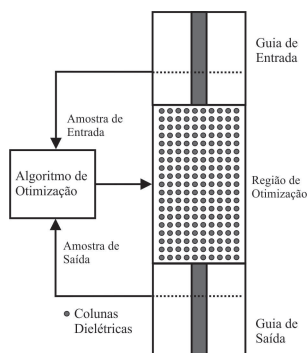 Guia de
Entrada
Amostra de
Entrada
Algoritmo de
Otimização
Região de
Otimização
Amostra de
Saída
Colunas
Dielétricas
Guia de
Saída